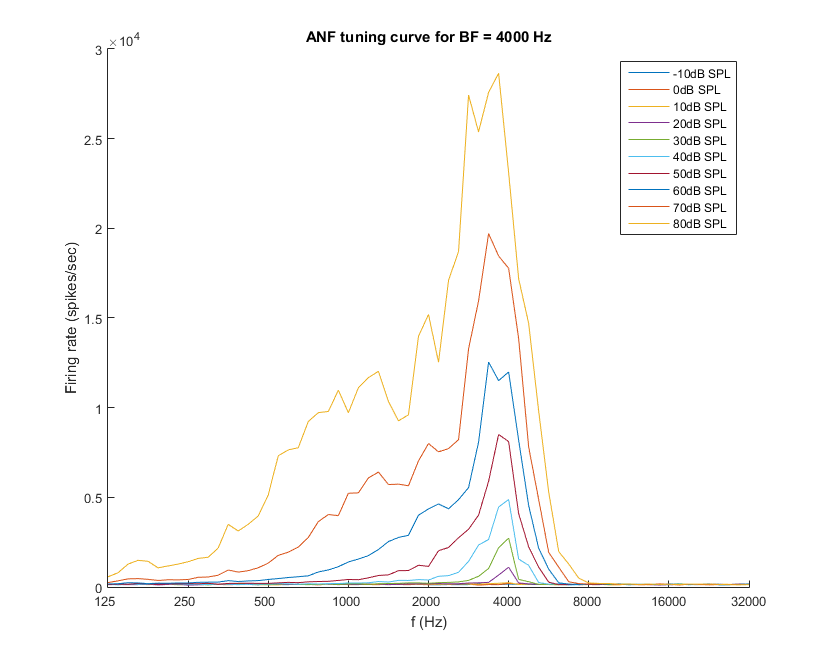 ANF tuning curve for BF = 4000 Hz
×10^4
3
2.5
2
1.5
1
0.5
0
Firing rate (spikes/sec)
125 250 500 1000 2000 4000 8000 16000 32000
f (Hz)
-10dB SPL
0dB SPL
10dB SPL
20dB SPL
30dB SPL
40dB SPL
50dB SPL
60dB SPL
70dB SPL
80dB SPL